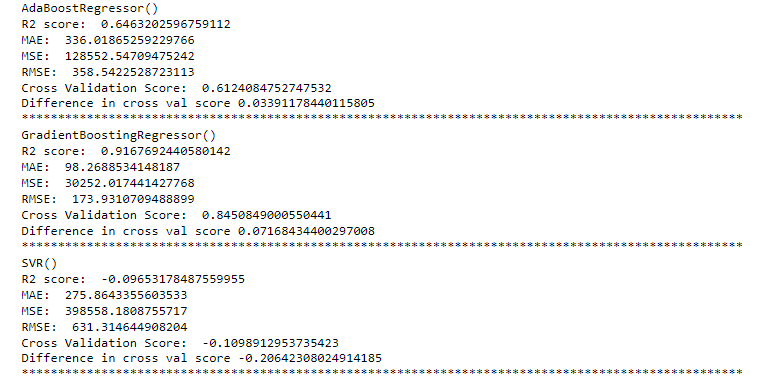 AdaBoostRegressor()
R2 score:  0.6463202596759112
MAE:  336.01865259229766
MSE:  128552.54709475242
RMSE:  358.5422528723113
Cross Validation Score:  0.6124084752747532
Difference in cross val score 0.03391178440115805
****************************************************************************************************
GradientBoostingRegressor()
R2 score:  0.9167692440580142
MAE:  98.2688534148187
MSE:  30252.017441427768
RMSE:  173.9310709488899
Cross Validation Score:  0.8450849000550441
Difference in cross val score 0.07168434400297008
****************************************************************************************************
SVR()
R2 score:  -0.09653178487559955
MAE:  275.8643355603533
MSE:  398558.1808755717
RMSE:  631.314644908204
Cross Validation Score:  -0.1098912953735423
Difference in cross val score -0.20642308024914185
****************************************************************************************************